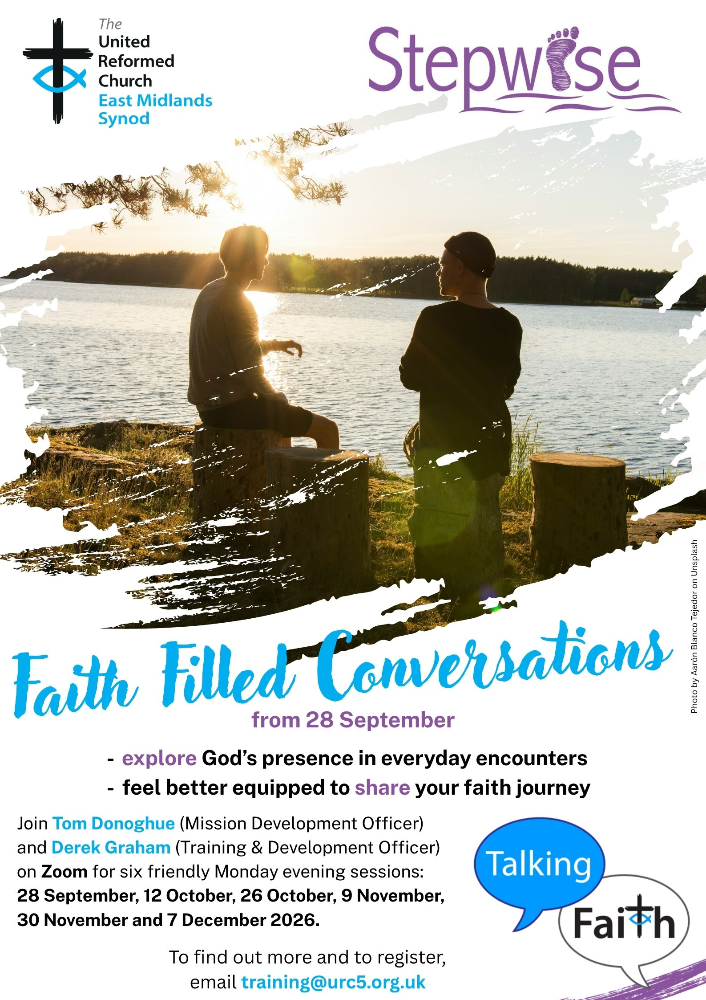 The
United
Reformed
Church
East Midlands
Synod
Stepwise
Photo by Aarón Blanco Tejedor on Unsplash
Faith Filled Conversations
from 28 September
- explore God’s presence in everyday encounters
- feel better equipped to share your faith journey
Join Tom Donoghue (Mission Development Officer)
and Derek Graham (Training & Development Officer)
on Zoom for six friendly Monday evening sessions:
28 September, 12 October, 26 October, 9 November,
30 November and 7 December 2026.
Talking
Faith
To find out more and to register,
email training@urc5.org.uk